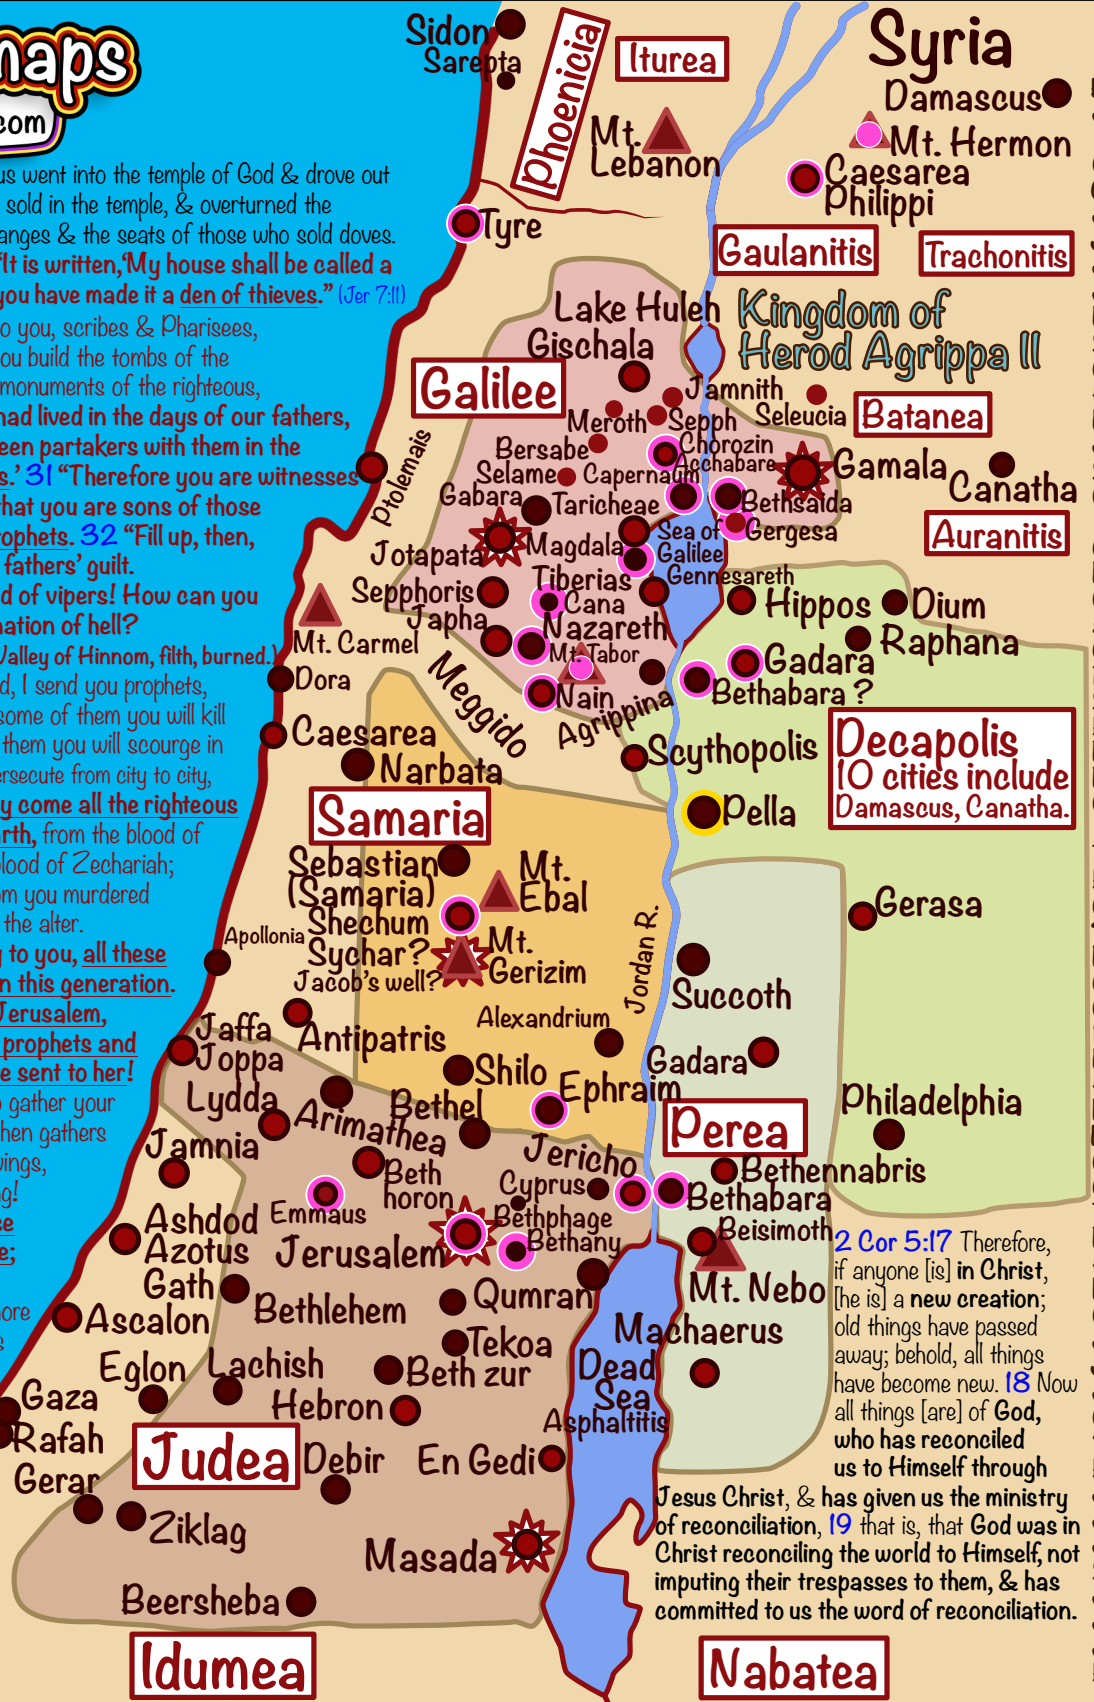 maps
com
us went into the temple of God & drove out
sold in the temple, & overturned the
anges & the seats of those who sold doves.
"It is written,'My house shall be called a
you have made it a den of thieves." (Jer 7:11)
o you, scribes & Pharisees,
ou build the tombs of the
monuments of the righteous,
had lived in the days of our fathers,
een partakers with them in the
s.' 31 "Therefore you are witnesses
that you are sons of those
ophets. 32 "Fill up, then,
fathers' guilt.
d of vipers! How can you
nation of hell?
Valley of Hinnom, filth, burned.)
d, I send you prophets,
some of them you will kill
them you will scourge in
ersecute from city to city,
y come all the righteous
arth, from the blood of
blood of Zechariah;
om you murdered
the alter.
y to you, all these
n this generation.
Jerusalem,
prophets and
e sent to her!
o gather your
hen gathers
wings,
g!
se
e;
ore
s
Sidon
Sarepta
Phoenicia
Iturea
Syria
Damascus
Mt.
Lebanon
Mt. Hermon
Caesarea
Philippi
Tyre
Gaulanitis
Trachonitis
Lake Huleh
Kingdom of
Herod Agrippa II
Gischala
Galilee
Jamnith
Seleucia
Batanea
Meroth
Sepph
Bersabe
Chorozin
Acchabare
Selame
Capernaum
Gamala
Canatha
Ptolemais
Gabara
Taricheae
Bethsaida
Sea of
Galilee
Gergesa
Auranitis
Jotapata
Magdala
Gennesareth
Sepphoris
Tiberias
Cana
Hippos
Dium
Japha
Nazareth
Raphana
Mt. Carmel
Mt. Tabor
Gadara
Bethabara ?
Dora
Meggido
Nain
Agrippina
Caesarea
Scythopolis
Decapolis
10 cities include
Damascus, Canatha.
Narbata
Samaria
Pella
Sebastian
(Samaria)
Mt.
Ebal
Shechum
Gerasa
Apollonia
Sychar?
Mt.
Gerizim
Jacob's well?
Jordan R.
Succoth
Jaffa
Joppa
Antipatris
Alexandrium
Gadara
Shilo
Ephraim
Lydda
Arimathea
Bethel
Perea
Philadelphia
Jamnia
Beth
horon
Jericho
Cyprus
Bethennabris
Bethabara
Emmaus
Bethphage
Ashdod
Azotus
Jerusalem
Bethany
Beisimoth
Gath
Bethlehem
Qumran
Mt. Nebo
Ascalon
Tekoa
Machaerus
Eglon
Lachish
Beth zur
Dead
Sea
Asphaltitis
Gaza
Hebron
Rafah
Judea
Debir
En Gedi
Gerar
Ziklag
Masada
Beersheba
Idumea
Nabatea
2 Cor 5:17 Therefore,
if anyone [is] in Christ,
[he is] a new creation;
old things have passed
away; behold, all things
have become new. 18 Now
all things [are] of God,
who has reconciled
us to Himself through
Jesus Christ, & has given us the ministry
of reconciliation, 19 that is, that God was in
Christ reconciling the world to Himself, not
imputing their trespasses to them, & has
committed to us the word of reconciliation.